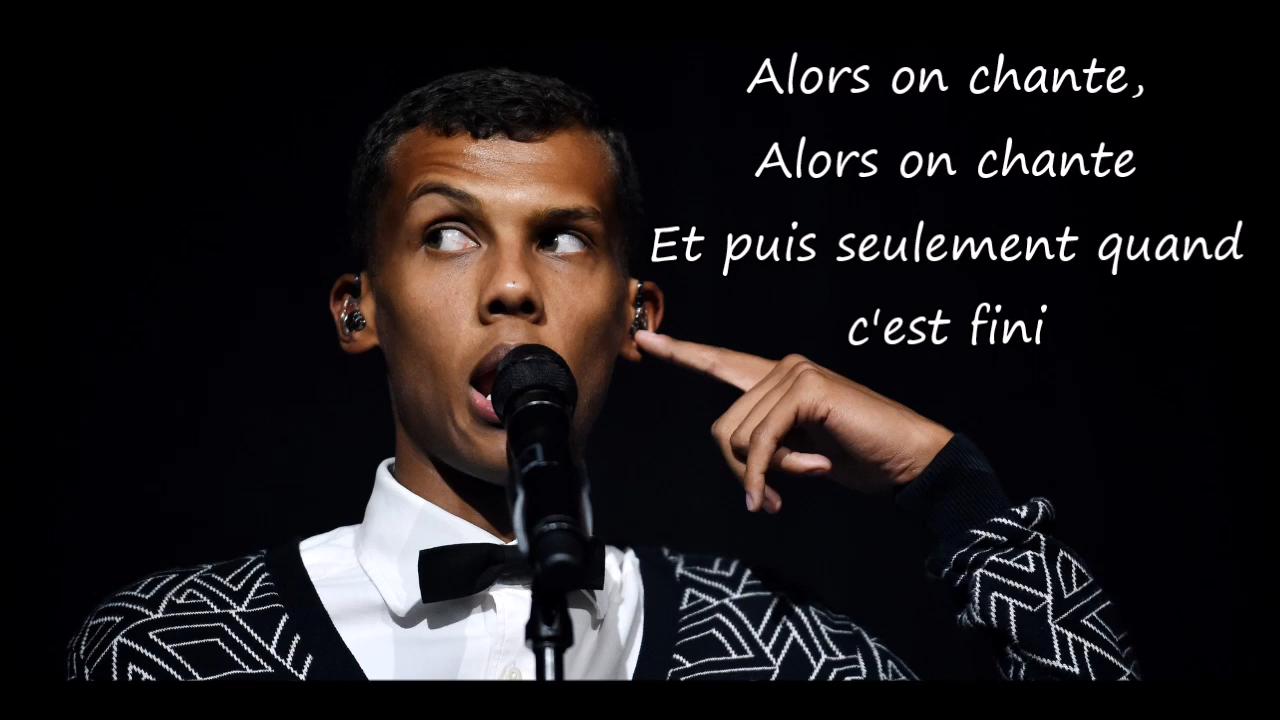 Alors on chante,
Alors on chante
Et puis seulement quand
c'est fini